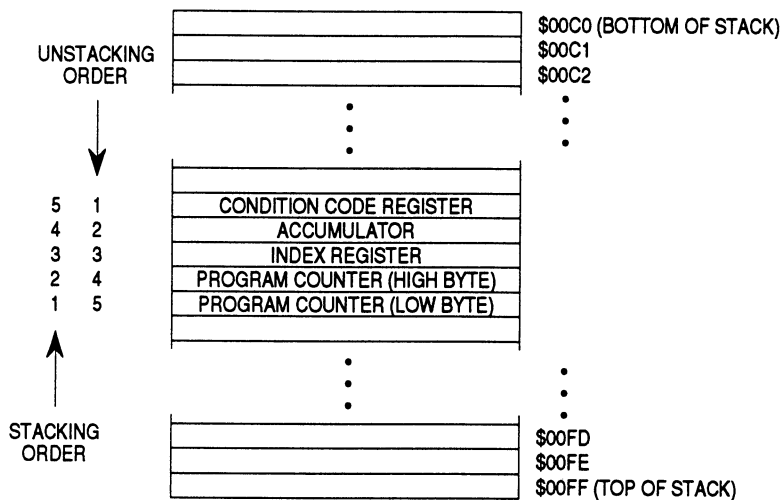 $00C0 (BOTTOM OF STACK)
UNSTACKING
ORDER
$00C1
$00C2
5 1 CONDITION CODE REGISTER
4 2 ACCUMULATOR
3 3 INDEX REGISTER
2 4 PROGRAM COUNTER (HIGH BYTE)
1 5 PROGRAM COUNTER (LOW BYTE)
STACKING
ORDER
$00FD
$00FE
$00FF (TOP OF STACK)